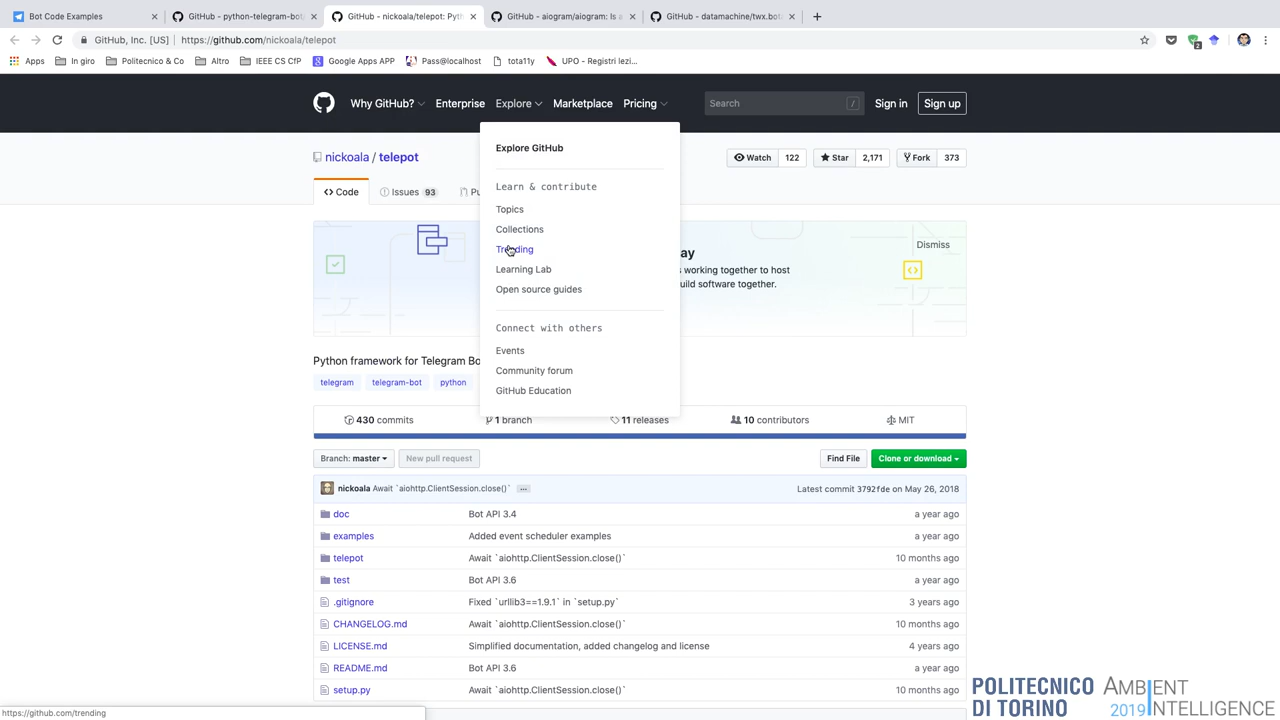 Bot Code Examples
GitHub - python-telegram-bot
GitHub - nickoala/telepot: Pyt
GitHub - aiogram/aiogram: Is a
GitHub - datamachine/twx.bot
GitHub, Inc. [US]
https://github.com/nickoala/telepot
2
Apps
In giro
Politecnico & Co
Altro
IEEE CS CfP
Google Apps APP
Pass@localhost
tota11y
UPO - Registri lezi...
Why GitHub?
Enterprise
Explore
Marketplace
Pricing
Search
/
Sign in
Sign up
Explore GitHub
Learn & contribute
Topics
Collections
Trending
Learning Lab
Open source guides
Connect with others
Events
Community forum
GitHub Education
nickoala / telepot
Watch 122
Star 2,171
Fork 373
Code
Issues 93
Pu
ay
s working together to host
build software together.
Dismiss
Python framework for Telegram Bo
telegram
telegram-bot
python
430 commits
1 branch
11 releases
10 contributors
MIT
Branch: master
New pull request
Find File
Clone or download
nickoala Await `aiohttp.ClientSession.close()` ...
Latest commit 3792fde on May 26, 2018
doc Bot API 3.4 a year ago
examples Added event scheduler examples a year ago
telepot Await `aiohttp.ClientSession.close()` 10 months ago
test Bot API 3.6 a year ago
.gitignore Fixed `urllib3==1.9.1` in `setup.py` 3 years ago
CHANGELOG.md Await `aiohttp.ClientSession.close()` 10 months ago
LICENSE.md Simplified documentation, added changelog and license 4 years ago
README.md Bot API 3.6 a year ago
setup.py Await `aiohttp.ClientSession.close()` 10 months ago
https://github.com/trending
POLITECNICO
DI TORINO
AMBIENT
2019 INTELLIGENCE